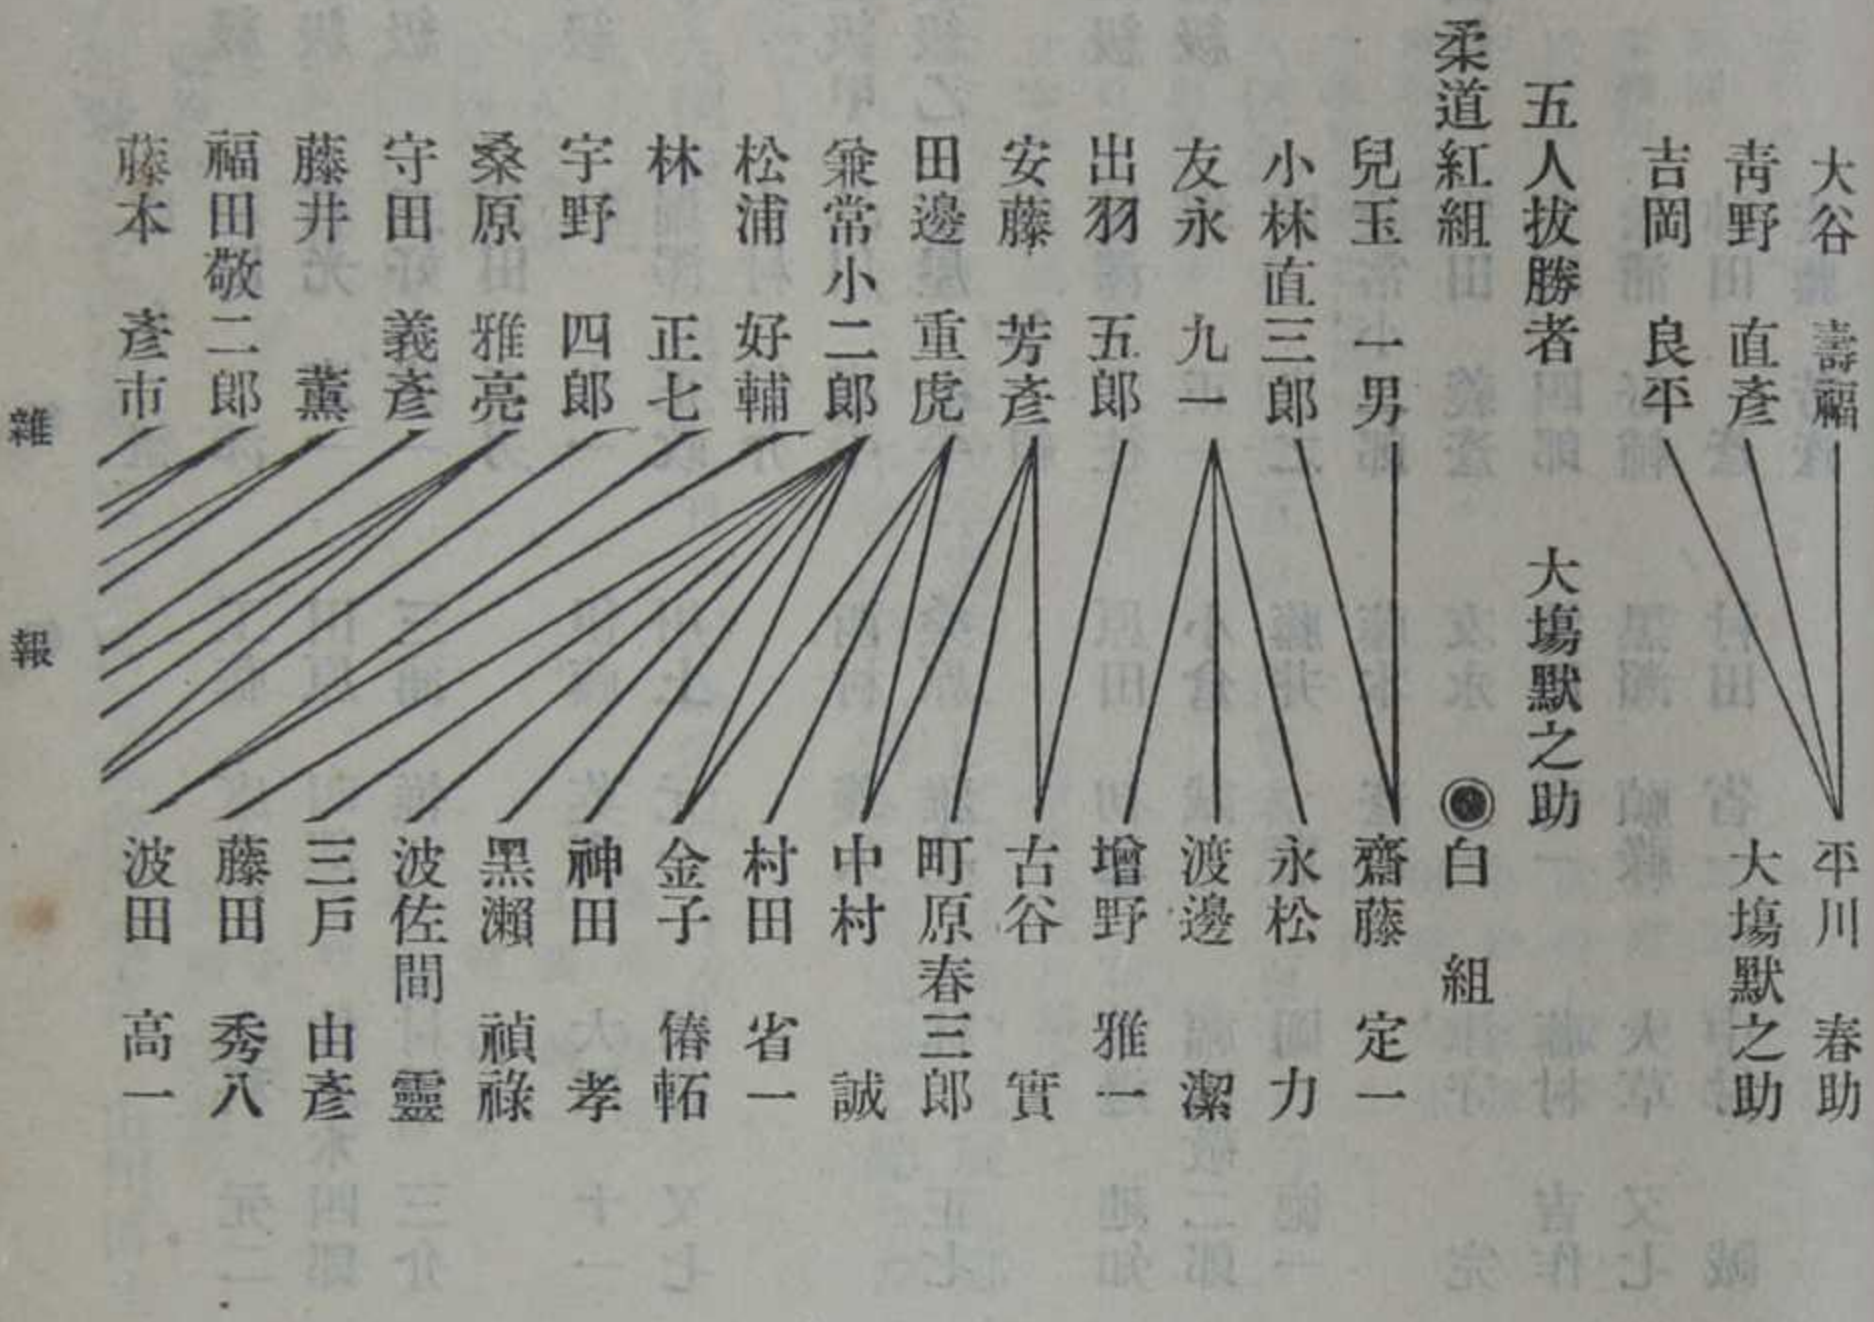 大谷　壽福
青野　直彥
吉岡　良平
平川　春助
大塲默之助
五人拔勝者　大塲默之助
柔道紅組◉白組
兒玉　一男
小林直三郎
友永　九一
出羽　五郎
安藤　芳彥
田邊　重虎
兼常小二郎
松浦　好輔
林　正七
宇野　四郎
桑原　雅亮
守田　義彥
藤井　薰
福田敬二郎
藤本　彥市
齋藤　定一
永松　力
渡邊　潔
增野　雅一
古谷　實
町原春三郎
中村　誠
村田　省一
金子　偆䡎
神田　孝
黑瀨　禎祿
波佐間　靈
三戶　由彥
藤田　秀八
波田　高一
雜　報